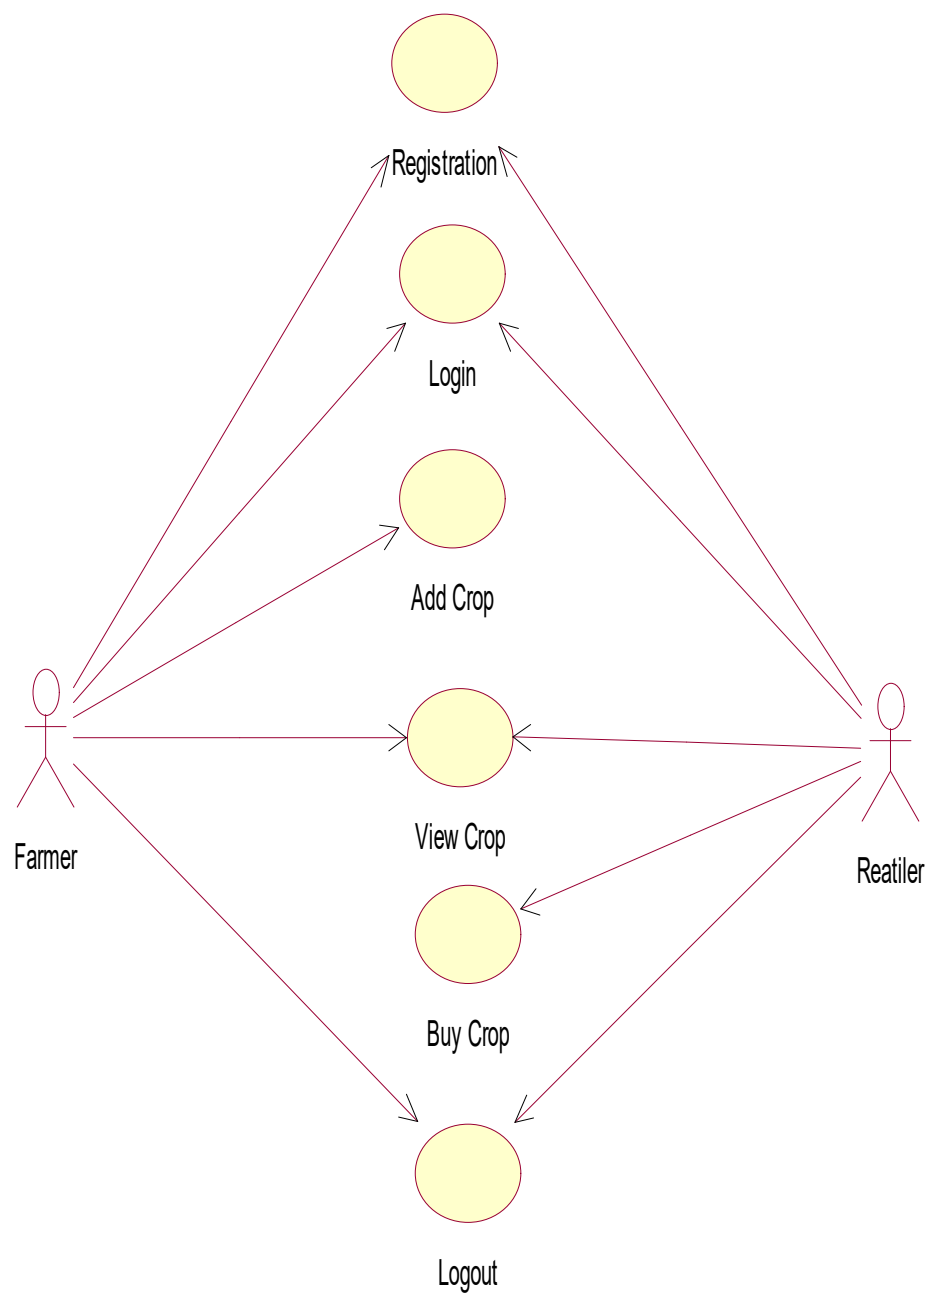 Registration
Login
Add Crop
View Crop
Farmer
Reatiler
Buy Crop
Logout